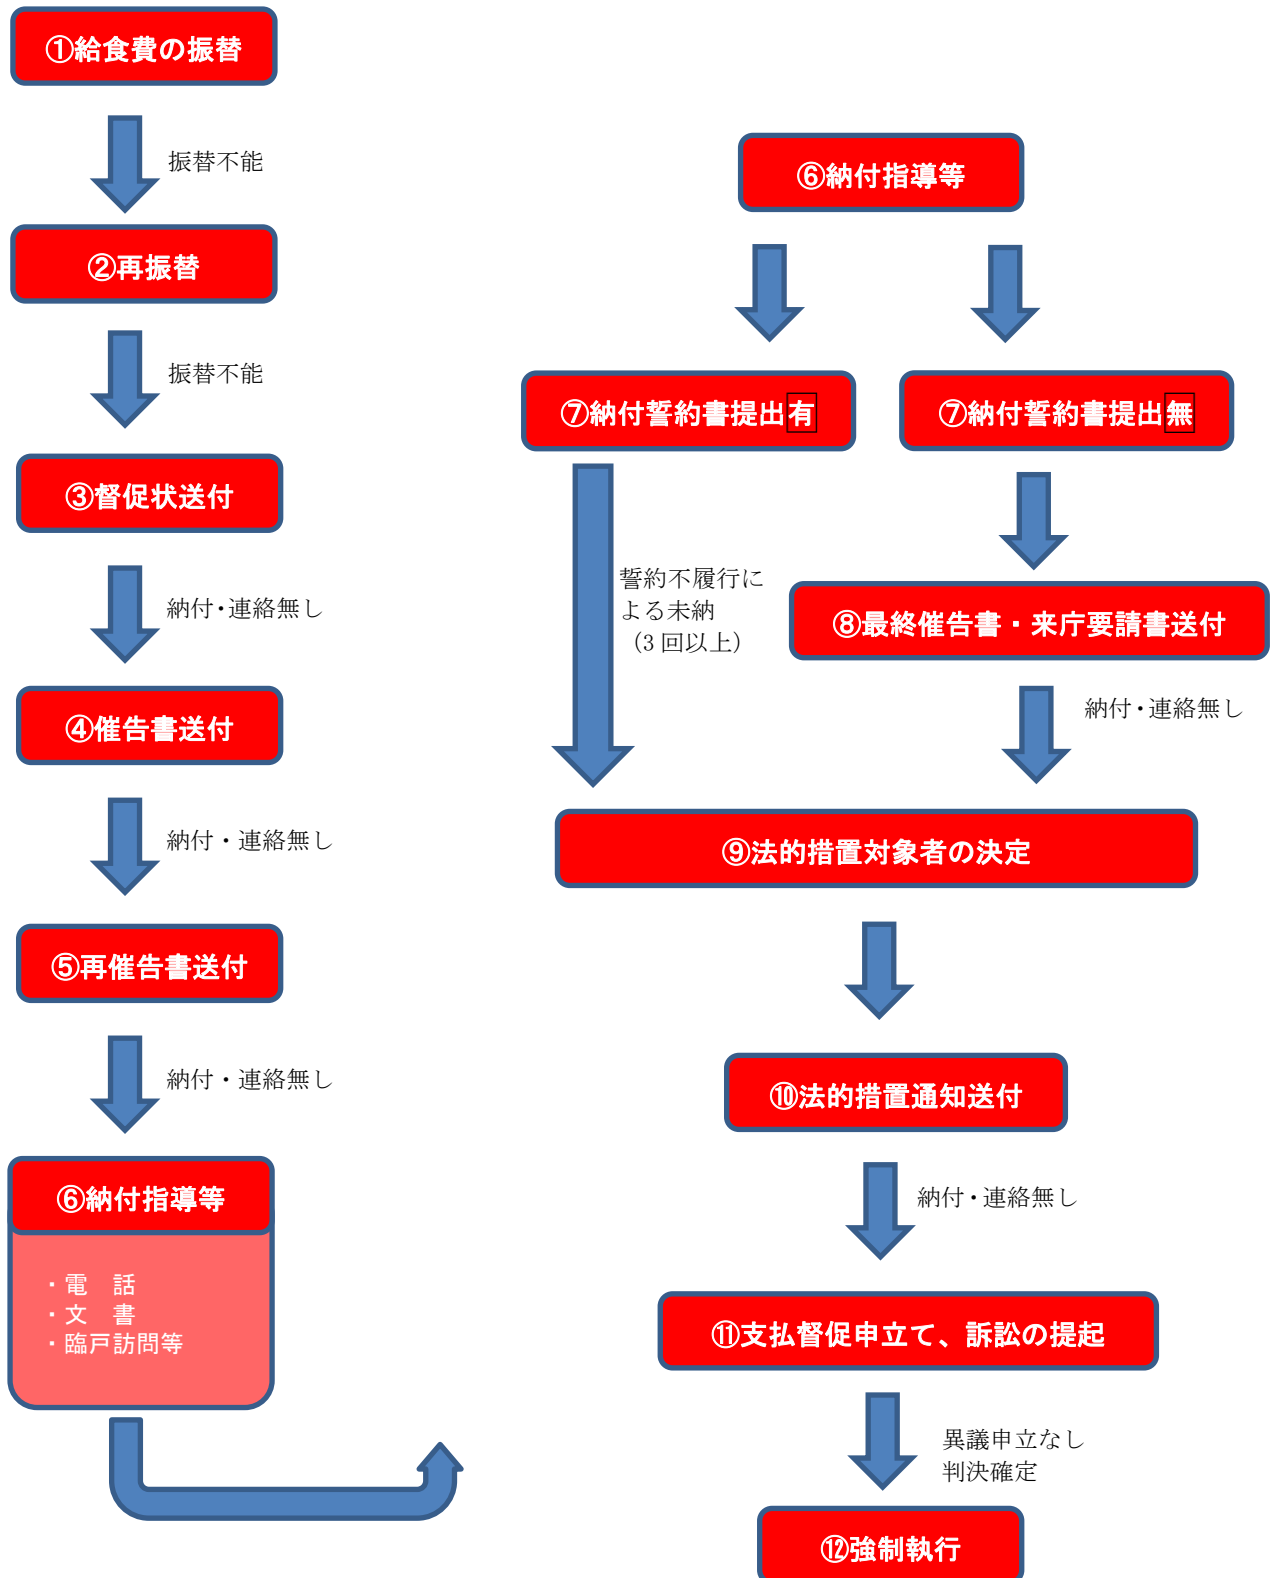 ①給食費の振替
振替不能
②再振替
振替不能
③督促状送付
納付・連絡無し
④催告書送付
納付・連絡無し
⑤再催告書送付
納付・連絡無し
⑥納付指導等
・電　話
・文　書
・臨戸訪問等
⑥納付指導等
⑦納付誓約書提出有
⑦納付誓約書提出無
誓約不履行に
よる未納
（3回以上）
⑧最終催告書・来庁要請書送付
納付・連絡無し
⑨法的措置対象者の決定
⑩法的措置通知送付
納付・連絡無し
⑪支払督促申立て、訴訟の提起
異議申立なし
判決確定
⑫強制執行